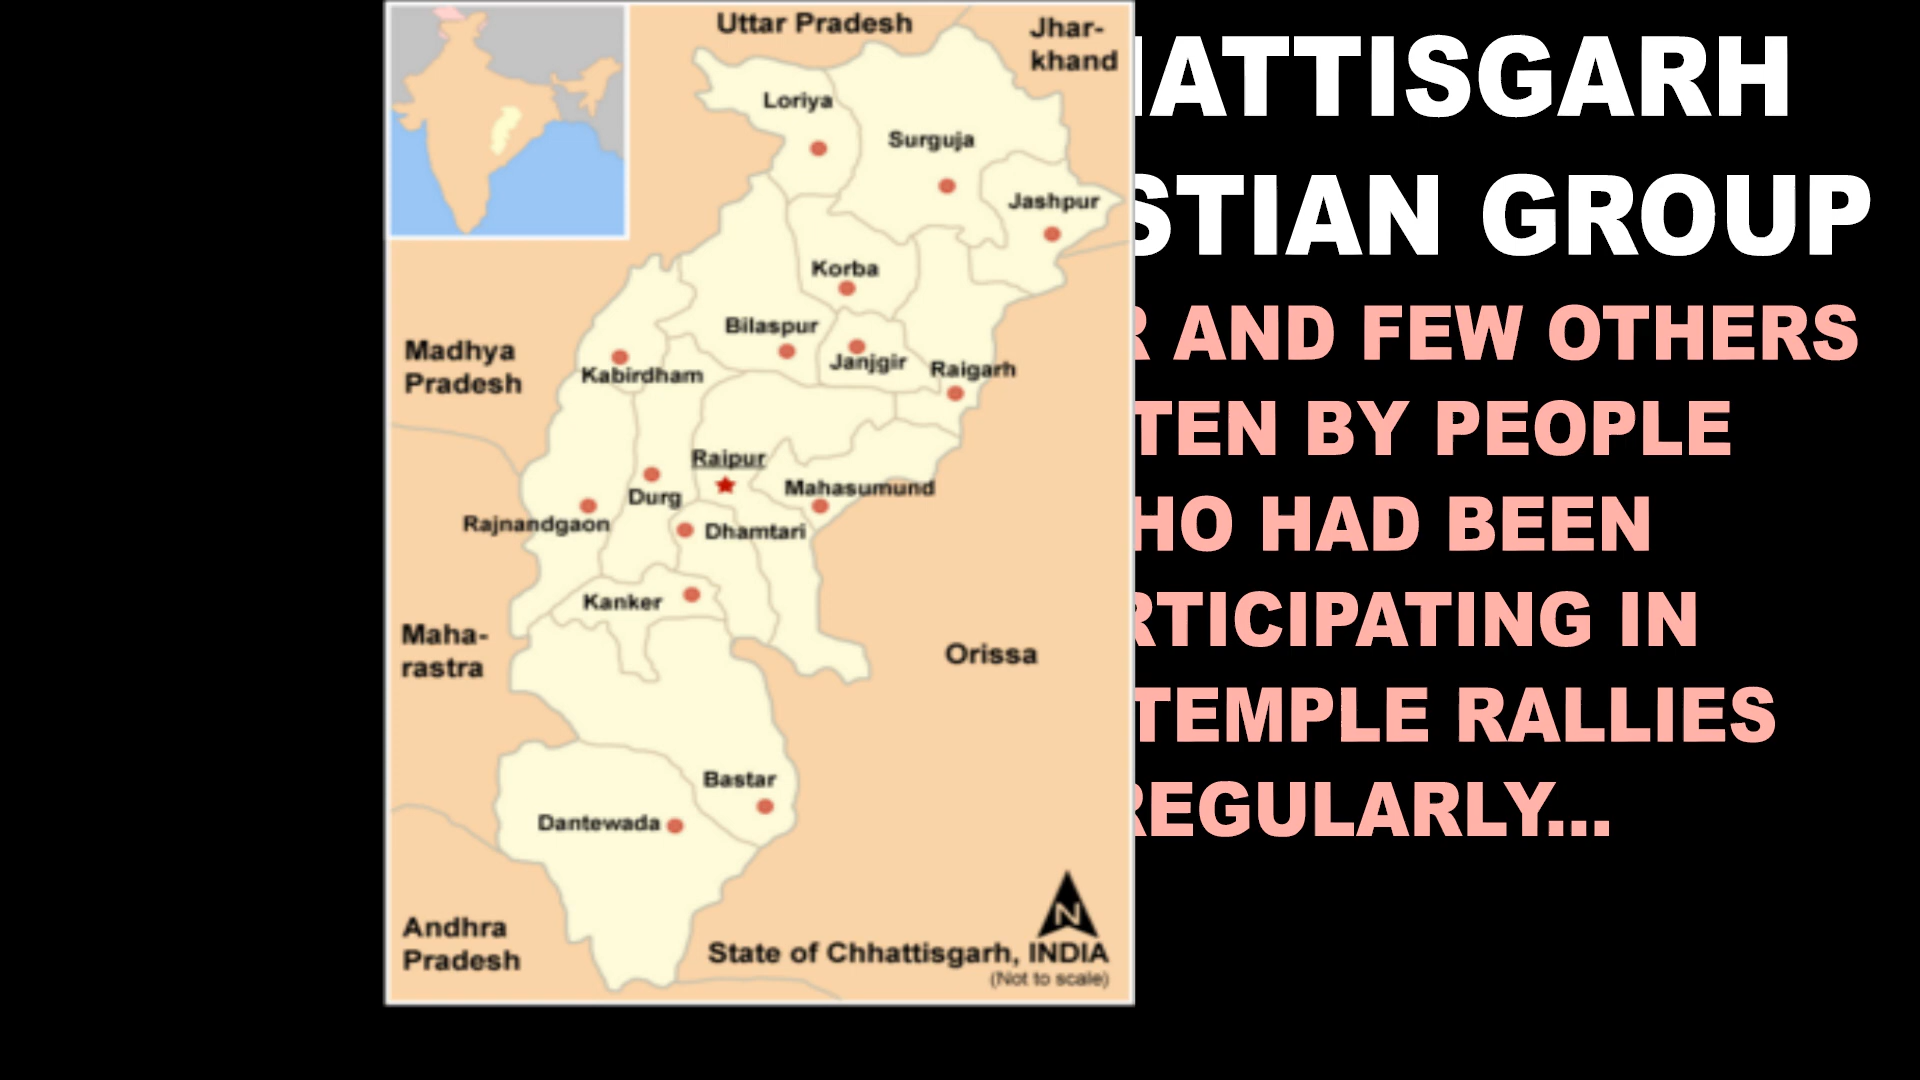 Uttar Pradesh
Jhar-
khand
Loriya
Surguja
Jashpur
Korba
Bilaspur
Janjgir
Raigarh
Madhya
Pradesh
Kabirdham
Raipur
Durg
Mahasumund
Rajnandgaon
Dhamtari
Kanker
Maha-
rastra
Orissa
Bastar
Dantewada
Andhra
Pradesh
N
State of Chhattisgarh, INDIA
(Not to scale)
HATTISGARH
STIAN GROUP
R AND FEW OTHERS
TEN BY PEOPLE
HO HAD BEEN
RTICIPATING IN
TEMPLE RALLIES
REGULARLY...